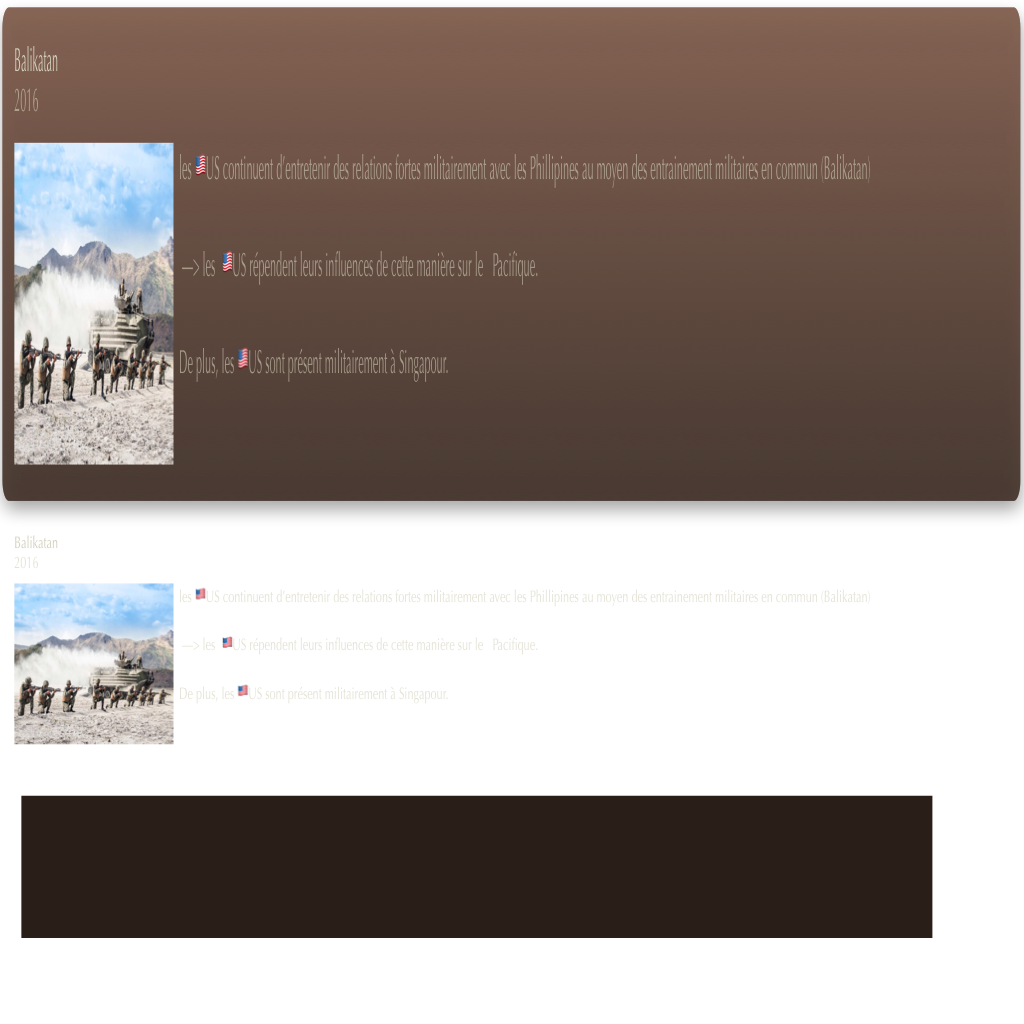 Balikatan
2016
les 🇺🇸US continuent d'entretenir des relations fortes militairement avec les Phillipines au moyen des entrainement militaires en commun (Balikatan)
—> les 🇺🇸US répendent leurs influences de cette manière sur le Pacifique.
De plus, les 🇺🇸US sont présent militairement à Singapour.
Balikatan
2016
les 🇺🇸US continuent d'entretenir des relations fortes militairement avec les Phillipines au moyen des entrainement militaires en commun (Balikatan)
—> les 🇺🇸US répendent leurs influences de cette manière sur le Pacifique.
De plus, les 🇺🇸US sont présent militairement à Singapour.